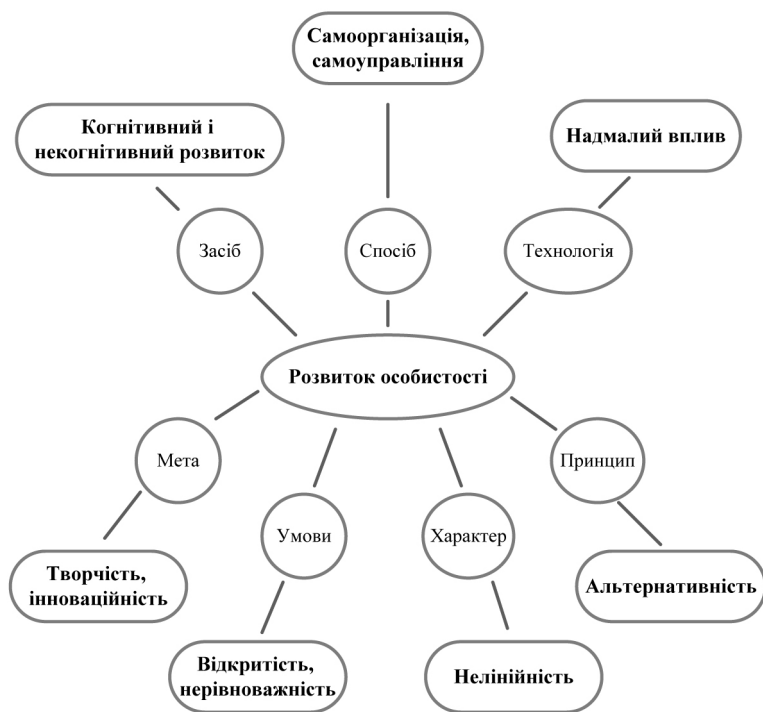 Самоорганізація,
самоуправління
Когнітивний і
некогнітивний розвиток
Надмалий вплив
Засіб
Спосіб
Технологія
Розвиток особистості
Мета
Принцип
Умови
Характер
Творчість,
інноваційність
Альтернативність
Відкритість,
нерівноважність
Нелінійність